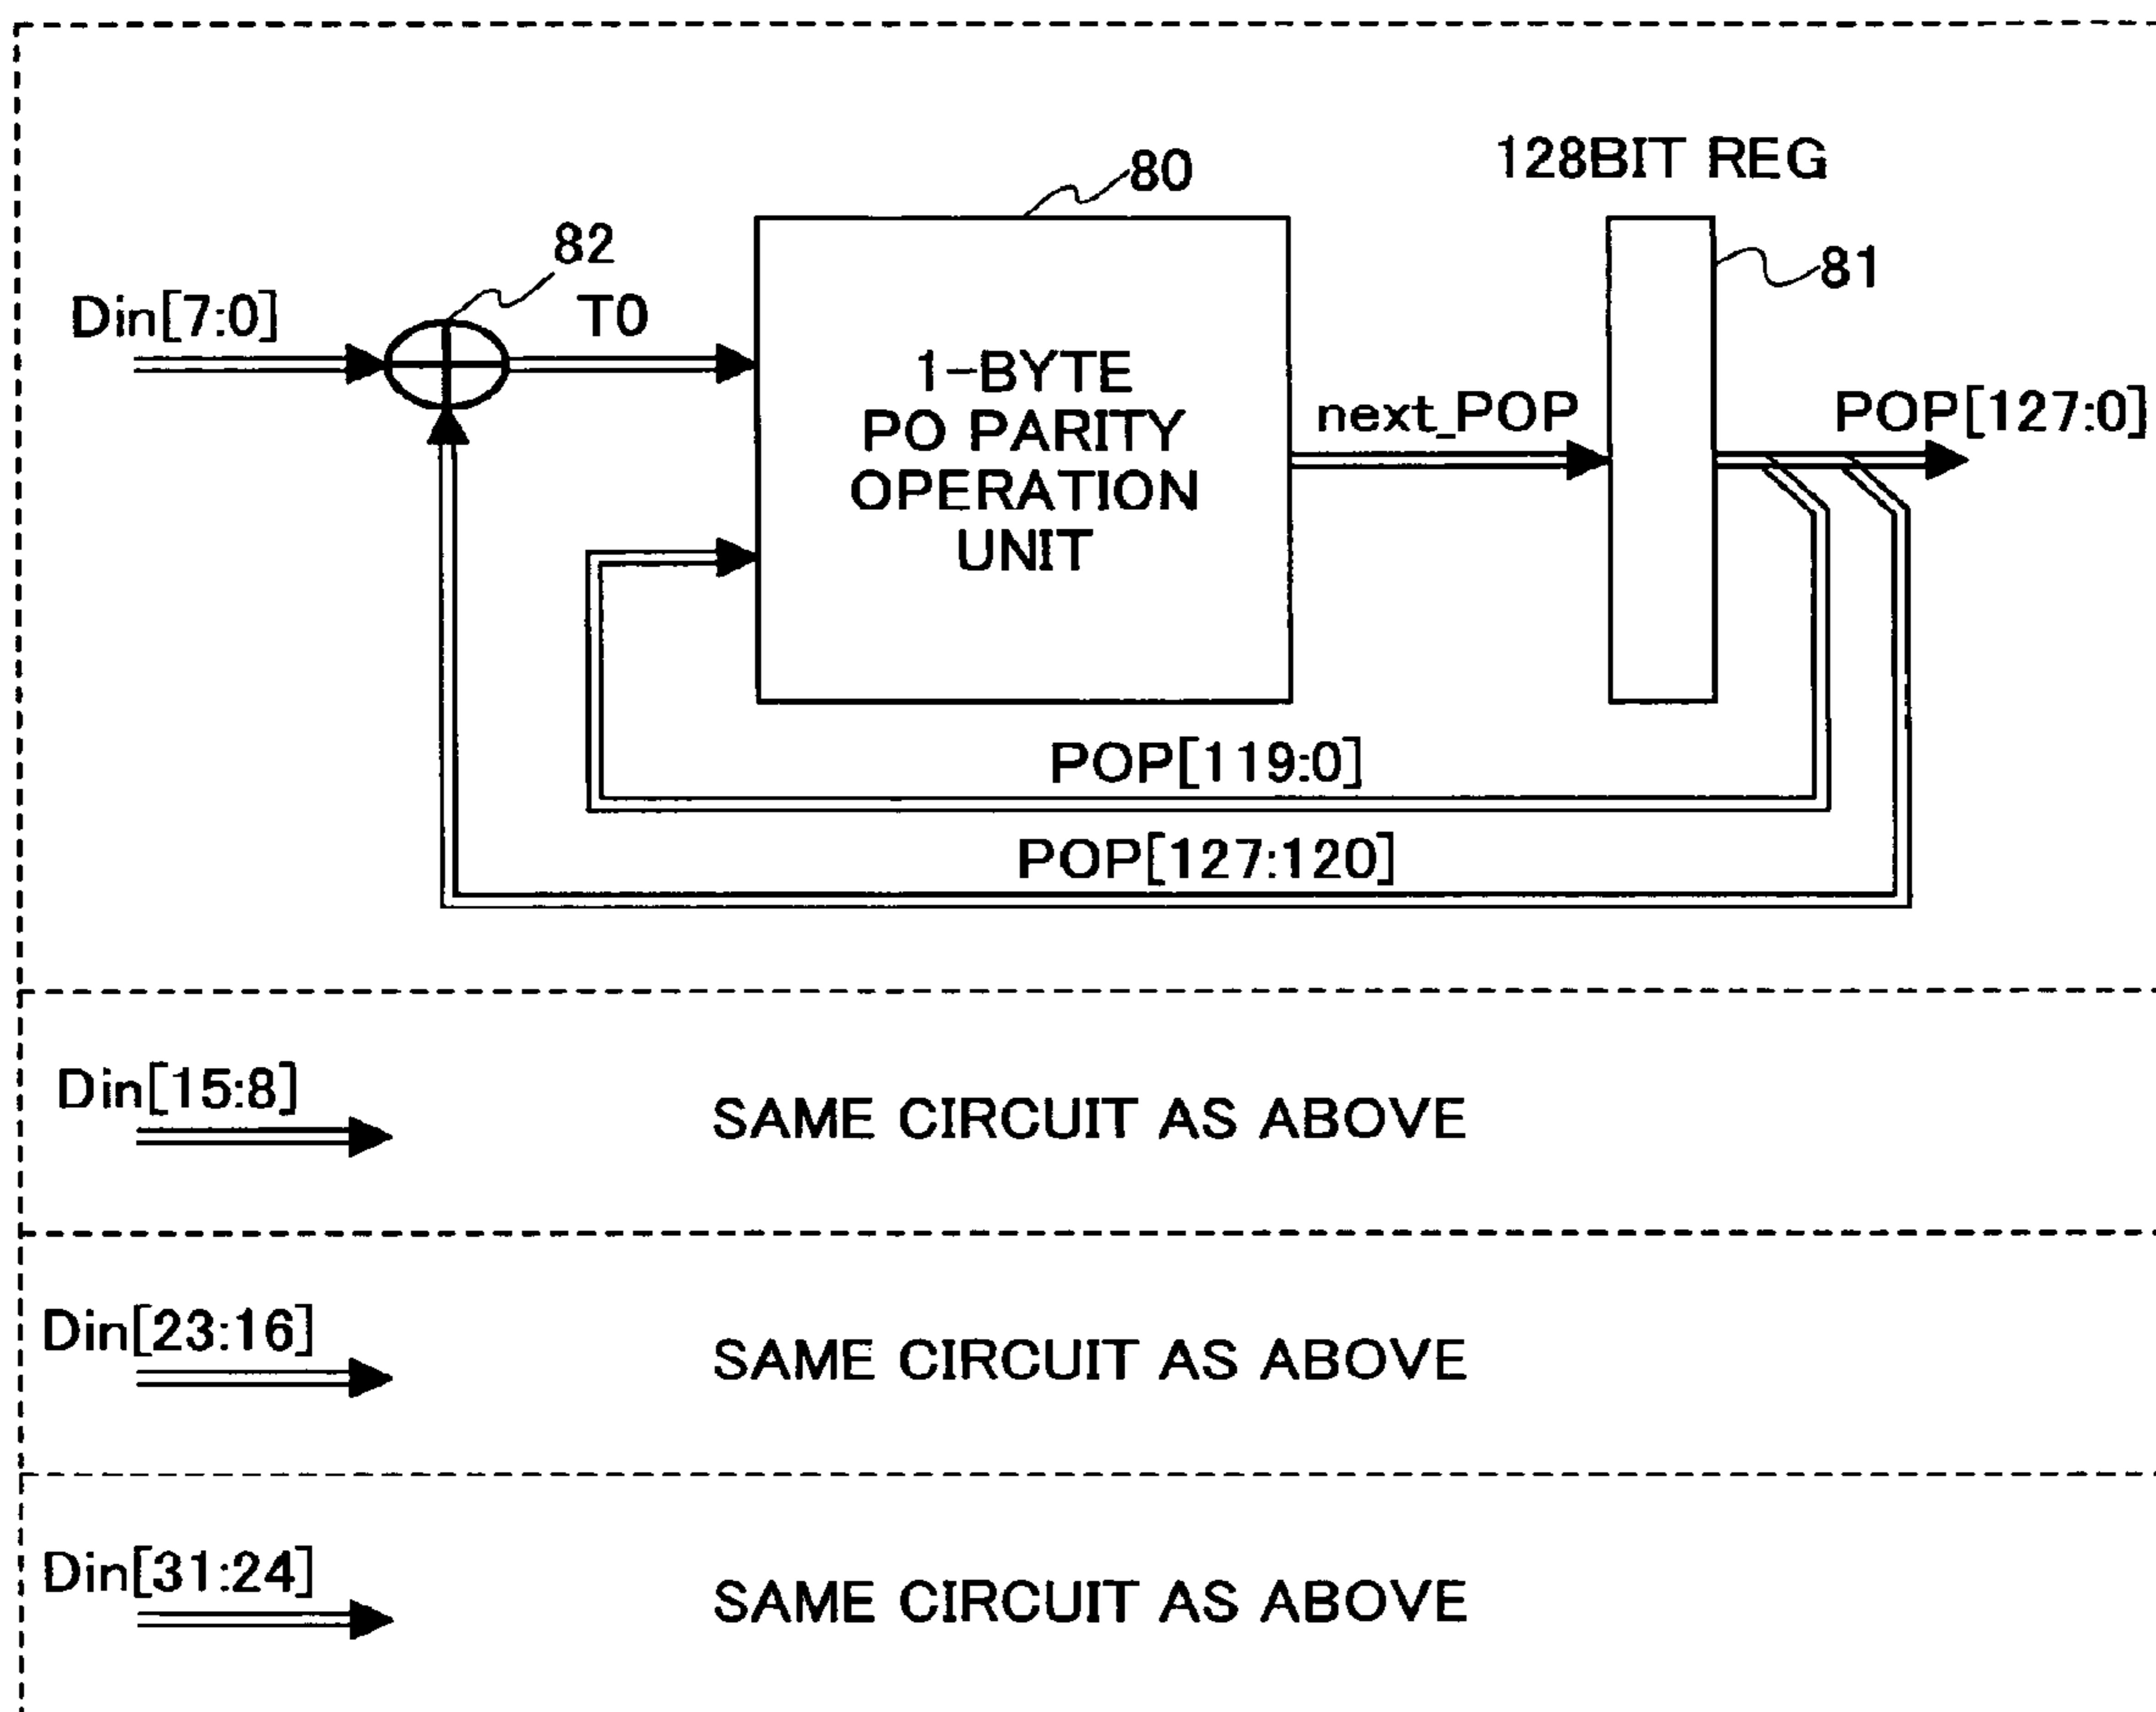 128BIT REG
80
82
81
Din[7:0]
T0
1-BYTE
PO PARITY
OPERATION
UNIT
next_POP
POP[127:0]
POP[119:0]
POP[127:120]
Din[15:8]
SAME CIRCUIT AS ABOVE
Din[23:16]
SAME CIRCUIT AS ABOVE
Din[31:24]
SAME CIRCUIT AS ABOVE